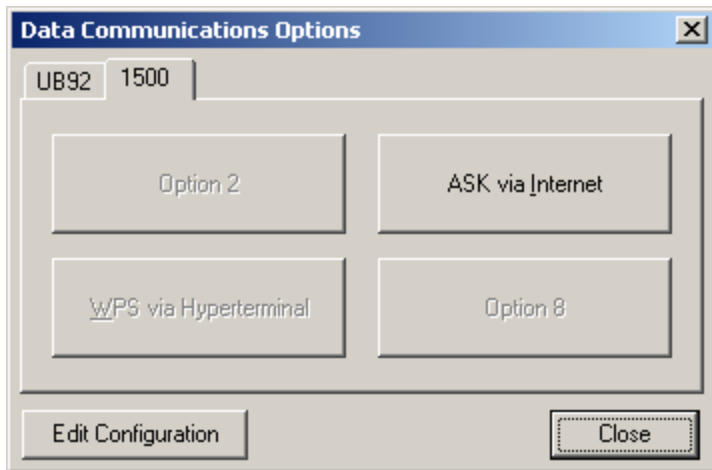 Data Communications Options
UB92 1500
Option 2 ASK via Internet
WPS via Hyperterminal Option 8
Edit Configuration Close